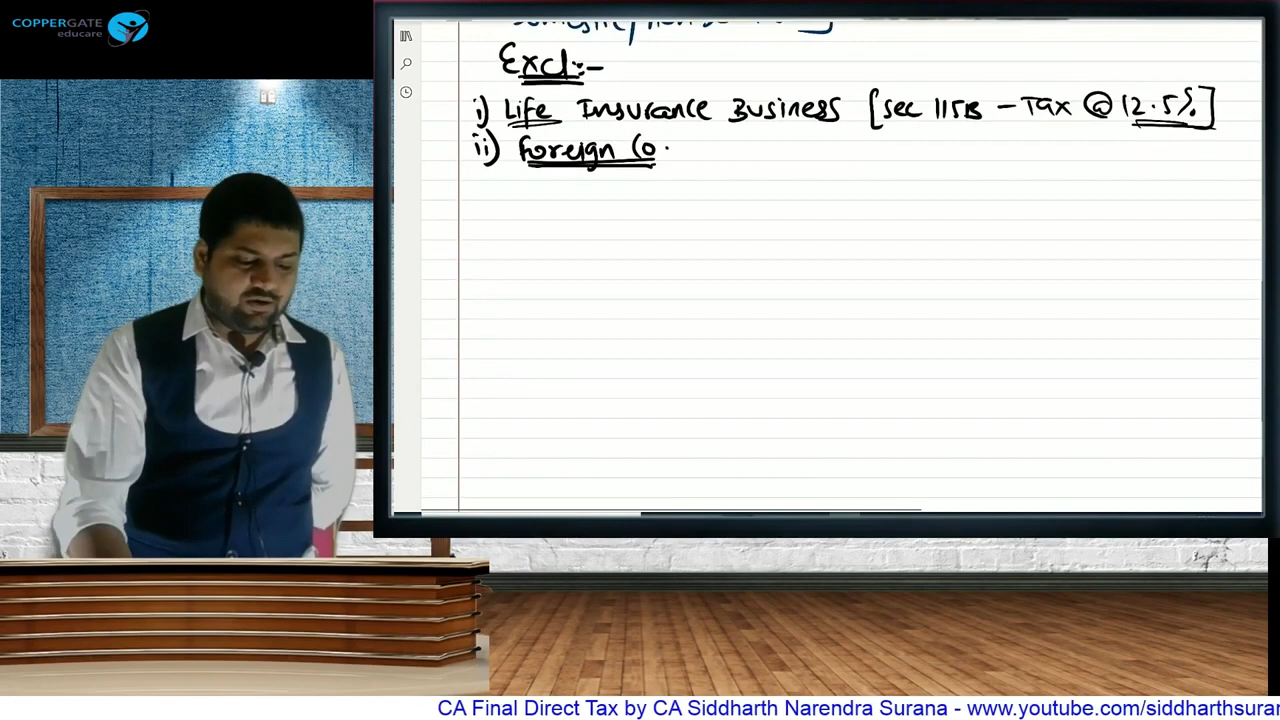 COPPERGATE
educare
Excl:-
i) Life Insurance Business [Sec 115B - Tax @ 12.5%]
ii) Foreign Co.
CA Final Direct Tax by CA Siddharth Narendra Surana - www.youtube.com/siddharthsurar